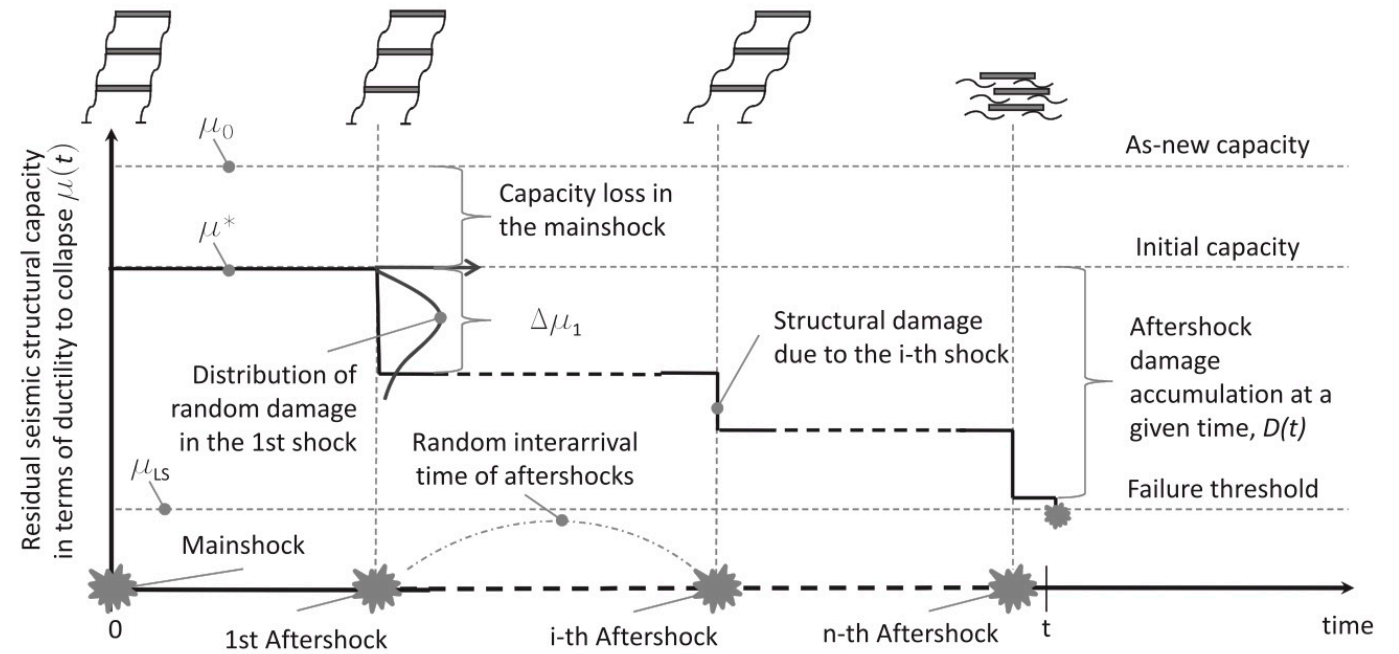 Residual seismic structural capacity
in terms of ductility to collapse μ(t)
μ0
As-new capacity
Capacity loss in
the mainshock
μ*
Initial capacity
Δμ1
Structural damage
due to the i-th shock
Aftershock
damage
accumulation at a
given time, D(t)
Distribution of
random damage
in the 1st shock
Random interarrival
time of aftershocks
μLS
Failure threshold
Mainshock
0
1st Aftershock
i-th Aftershock
n-th Aftershock
t
time